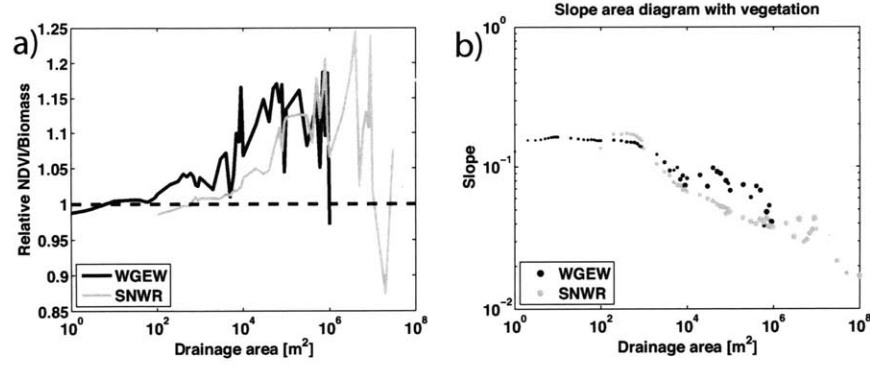 a)
Relative NDVI/Biomass
1.25
1.2
1.15
1.1
1.05
1
0.95
0.9
0.85
WGEW
SNWR
10^0
10^2
10^4
10^6
10^8
Drainage area [m^2]
b)
Slope area diagram with vegetation
Slope
10^0
10^-1
10^-2
WGEW
SNWR
10^0
10^2
10^4
10^6
10^8
Drainage area [m^2]